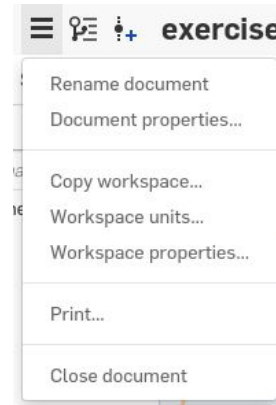 exercise
Rename document
Document properties...
Copy workspace...
Workspace units...
Workspace properties...
Print...
Close document